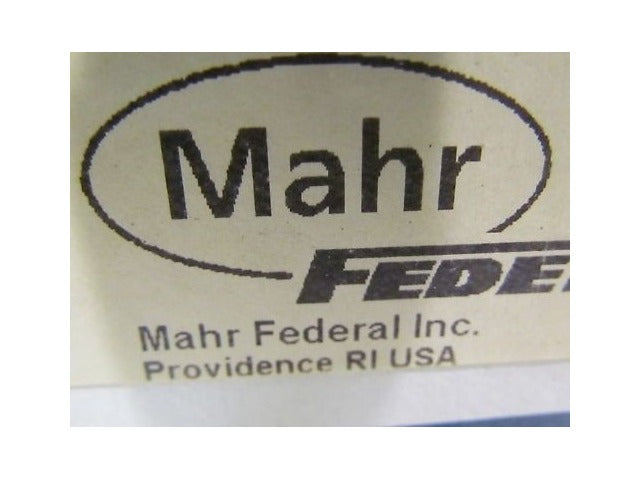 Mahr
FEDE
Mahr Federal Inc.
Providence RI USA